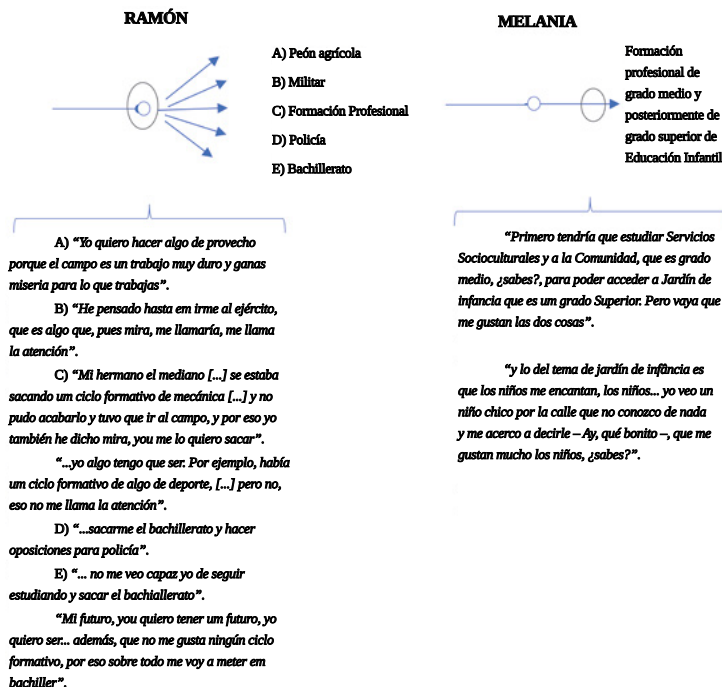 RAMÓN
A) Peón agrícola
B) Militar
C) Formación Profesional
D) Policía
E) Bachillerato
A) “Yo quiero hacer algo de provecho
porque el campo es un trabajo muy duro y ganas
miseria para lo que trabajas”.
B) “He pensado hasta em irme al ejército,
que es algo que, pues mira, me llamaría, me llama
la atención”.
C) “Mi hermano el mediano [...] se estaba
sacando um ciclo formativo de mecánica [...] y no
pudo acabarlo y tuvo que ir al campo, y por eso yo
también he dicho mira, you me lo quiero sacar”.
“...yo algo tengo que ser. Por ejemplo, había
um ciclo formativo de algo de deporte, [...] pero no,
eso no me llama la atención”.
D) “...sacarme el bachillerato y hacer
oposiciones para policía”.
E) “... no me veo capaz yo de seguir
estudiando y sacar el bachiallerato”.
“Mi futuro, you quiero tener um futuro, yo
quiero ser... además, que no me gusta ningún ciclo
formativo, por eso sobre todo me voy a meter em
bachiller”.
MELANIA
Formación
profesional de
grado medio y
posteriormente de
grado superior de
Educación Infantil
“Primero tendría que estudiar Servicios
Socioculturales y a la Comunidad, que es grado
medio, ¿sabes?, para poder acceder a Jardín de
infancia que es um grado Superior. Pero vaya que
me gustan las dos cosas”.
“y lo del tema de jardín de infância es
que los niños me encantan, los niños... yo veo un
niño chico por la calle que no conozco de nada
y me acerco a decirle – Ay, qué bonito –, que me
gustan mucho los niños, ¿sabes?”.